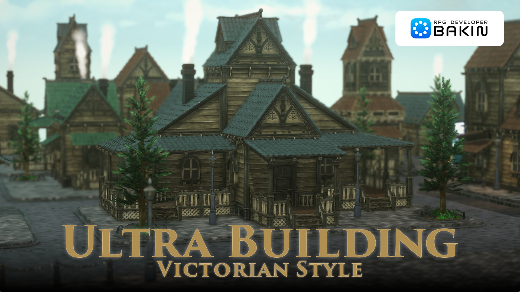 RPG DEVELOPER
BAKIN
ULTRA BUILDING
VICTORIAN STYLE